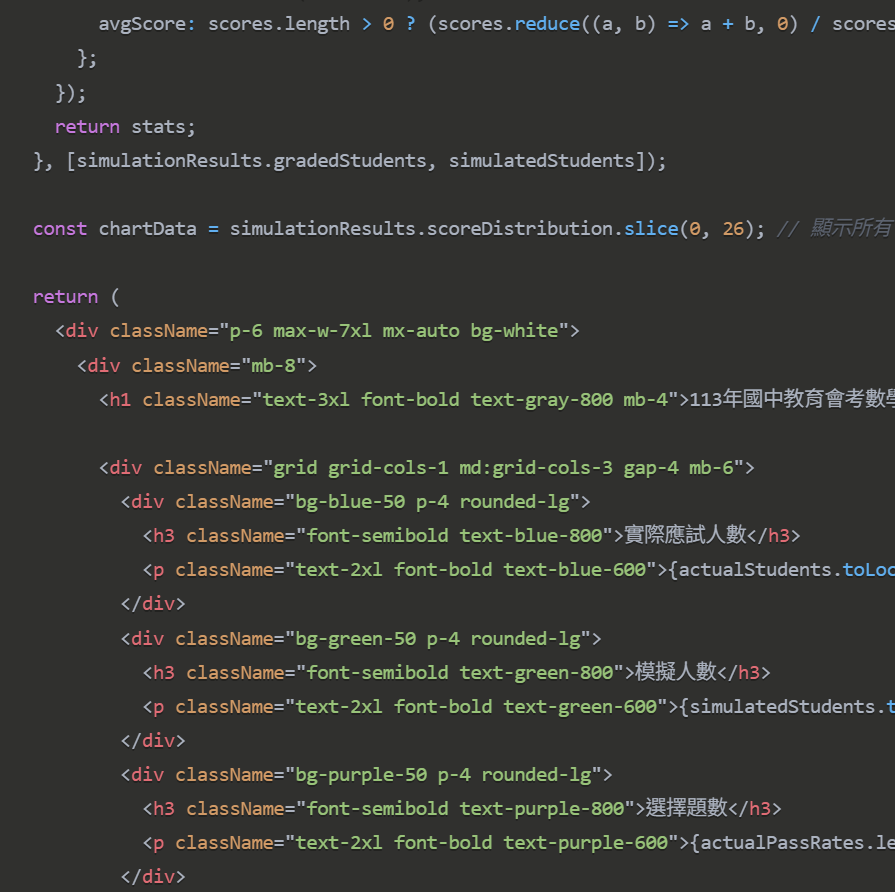 avgScore: scores.length > 0 ? (scores.reduce((a, b) => a + b, 0) / scores
};
});
return stats;
}, [simulationResults.gradedStudents, simulatedStudents]);
const chartData = simulationResults.scoreDistribution.slice(0, 26); // 顯示所有
return (
<div className="p-6 max-w-7xl mx-auto bg-white">
<div className="mb-8">
<h1 className="text-3xl font-bold text-gray-800 mb-4">113年國中教育會考數學
<div className="grid grid-cols-1 md:grid-cols-3 gap-4 mb-6">
<div className="bg-blue-50 p-4 rounded-lg">
<h3 className="font-semibold text-blue-800">實際應試人數</h3>
<p className="text-2xl font-bold text-blue-600">{actualStudents.toLoc
</div>
<div className="bg-green-50 p-4 rounded-lg">
<h3 className="font-semibold text-green-800">模擬人數</h3>
<p className="text-2xl font-bold text-green-600">{simulatedStudents.t
</div>
<div className="bg-purple-50 p-4 rounded-lg">
<h3 className="font-semibold text-purple-800">選擇題數</h3>
<p className="text-2xl font-bold text-purple-600">{actualPassRates.le
</div>